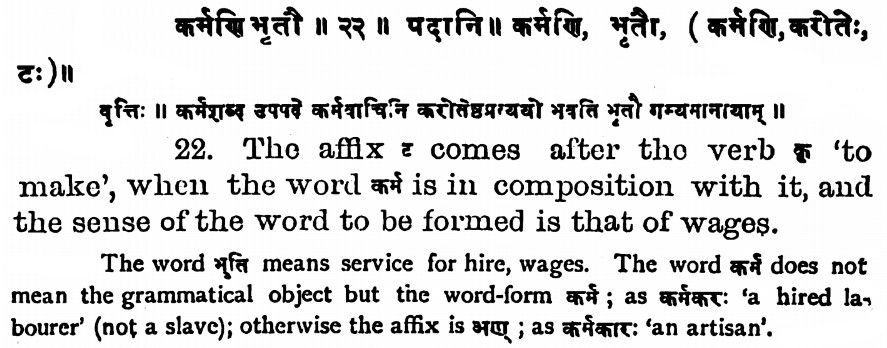 कर्मणि भृतौ ॥ २२ ॥ पदानि ॥ कर्मणि, भृतौ, ( कर्मणि, करोतेः,
टः)॥
वृत्तिः ॥ कर्मशब्द उपपदे कर्मवाचिनि करोतेष्टप्रत्ययो भवति भृतौ गम्यमानायाम् ॥
22. The affix ट comes after the verb कृ ‘to
make’, when the word कर्म is in composition with it, and
the sense of the word to be formed is that of wages.
The word भृति means service for hire, wages. The word कर्म does not
mean the grammatical object but the word-form कर्म ; as कर्मकरः ‘a hired la-
bourer’ (not a slave); otherwise the affix is अण् ; as कर्मकारः ‘an artisan’.